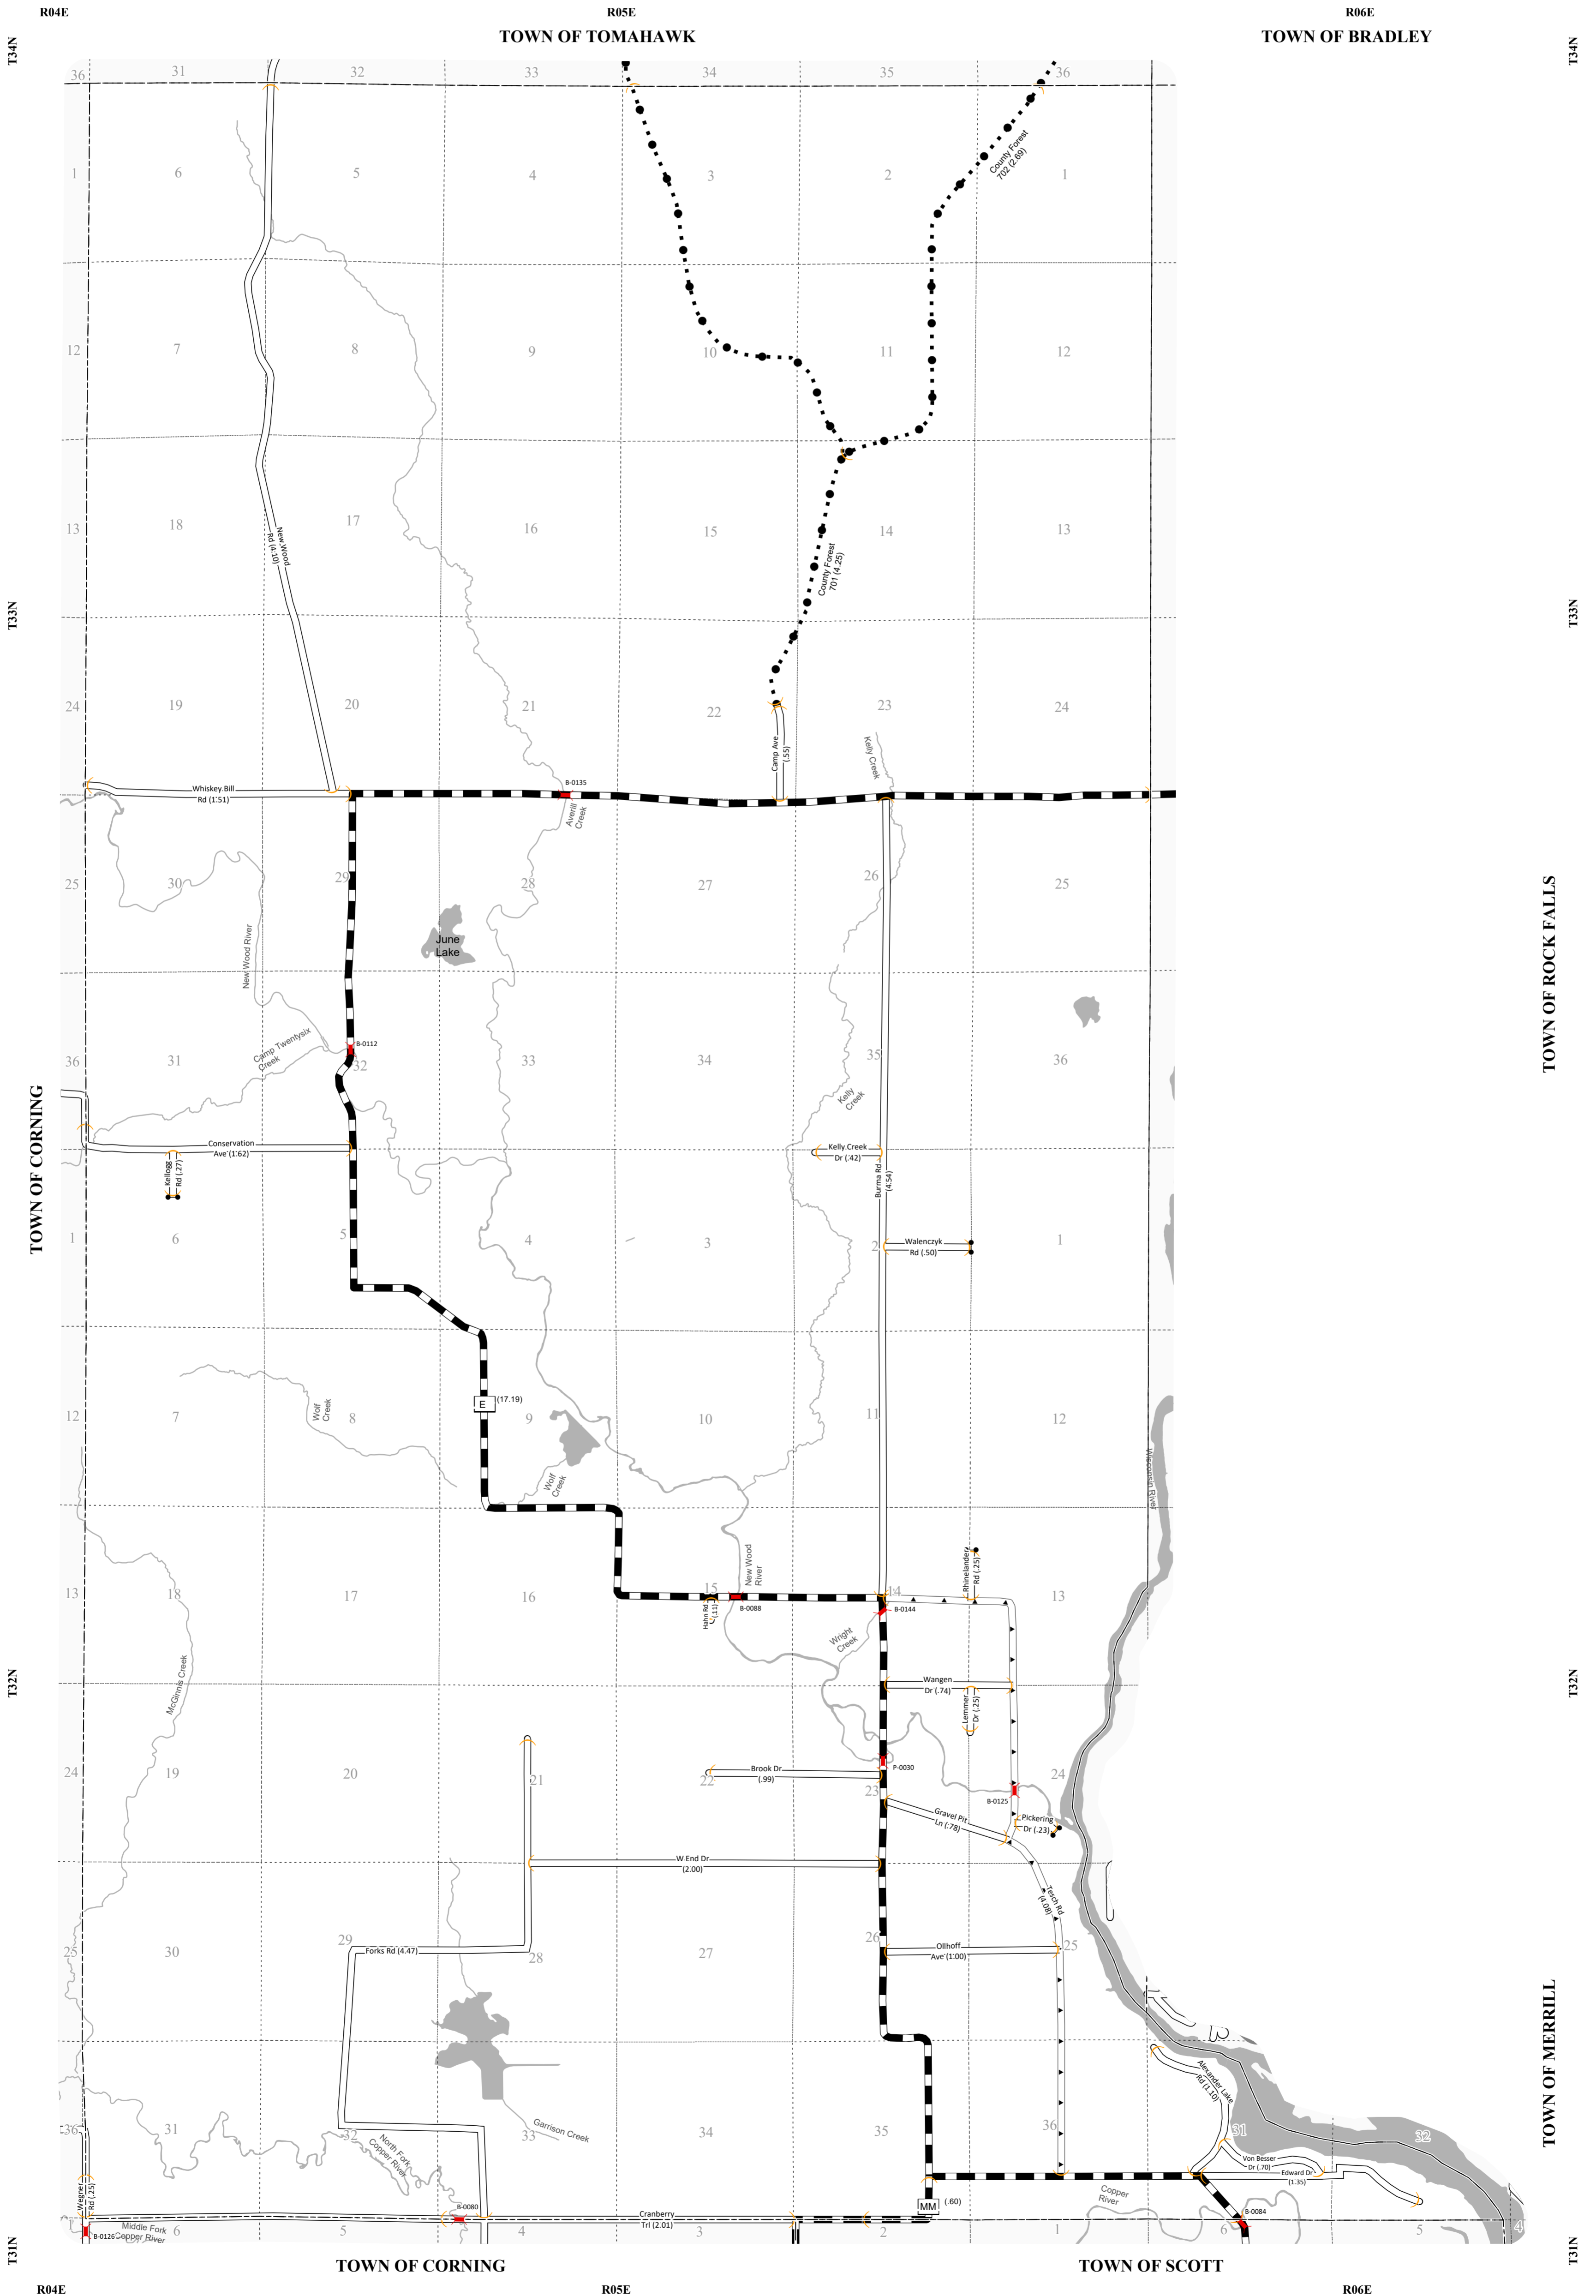 R04E R05E R06E
TOWN OF TOMAHAWK TOWN OF BRADLEY
T34N T34N
36 31 32 33 34 35 36
County Forest
702 (2.69)
1 6 5 4 3 2 1
12 7 8 9 10 11 12
13 18 17 16 15 14 13
New Wood
Rd (4.10)
County Forest
701 (4.25)
T33N T33N
24 19 20 21 22 23 24
Camp Ave
(.55)
Kelly Creek
Whiskey Bill
Rd (1.51)
B-0135
Averill
Creek
25 30 29 28 27 26 25
TOWN OF ROCK FALLS
New Wood River
June
Lake
Camp Twentysix
Creek
B-0112
36 31 32 33 34 35 36
Kelly
Creek
TOWN OF CORNING
Conservation
Ave (1.62)
Kellogg
Rd (.27)
Kelly Creek
Dr (.42)
Burma Rd
(4.54)
1 6 5 4 3 2 1
Walenczyk
Rd (.50)
E (17.19)
12 7 8 9 10 11 12
Wolf
Creek
Wolf
Creek
Wisconsin River
New Wood
River
Rhinelander
Rd (.25)
13 18 17 16 15 14 13
Hahn Rd
(.11)
B-0088
B-0144
Wright
Creek
McGinnis Creek
T32N T32N
Wangen
Dr (.74)
Lemmer
Dr (.25)
24 19 20 21 22 23 24
P-0030
Brook Dr
(.99)
B-0125
Gravel Pit
Ln (.78)
Pickering
Dr (.23)
W End Dr
(2.00)
Tesch Rd
(4.08)
25 30 29 28 27 26 25
Forks Rd (4.47)
Ollhoff
Ave (1.00)
TOWN OF MERRILL
Alexander Lake
Rd (1.10)
36 31 32 33 34 35 36 31 32
Garrison Creek
North Fork
Copper River
Von Besser
Dr (.70)
Edward Dr
(1.35)
Wegner
Rd (.25)
Copper
River
MM (.60)
B-0080
B-0084
Cranberry
Trl (2.01)
1 6 5 4 3 2 1 6 5 4
B-0126
Middle Fork
Copper River
T31N T31N
TOWN OF CORNING TOWN OF SCOTT
R04E R05E R06E